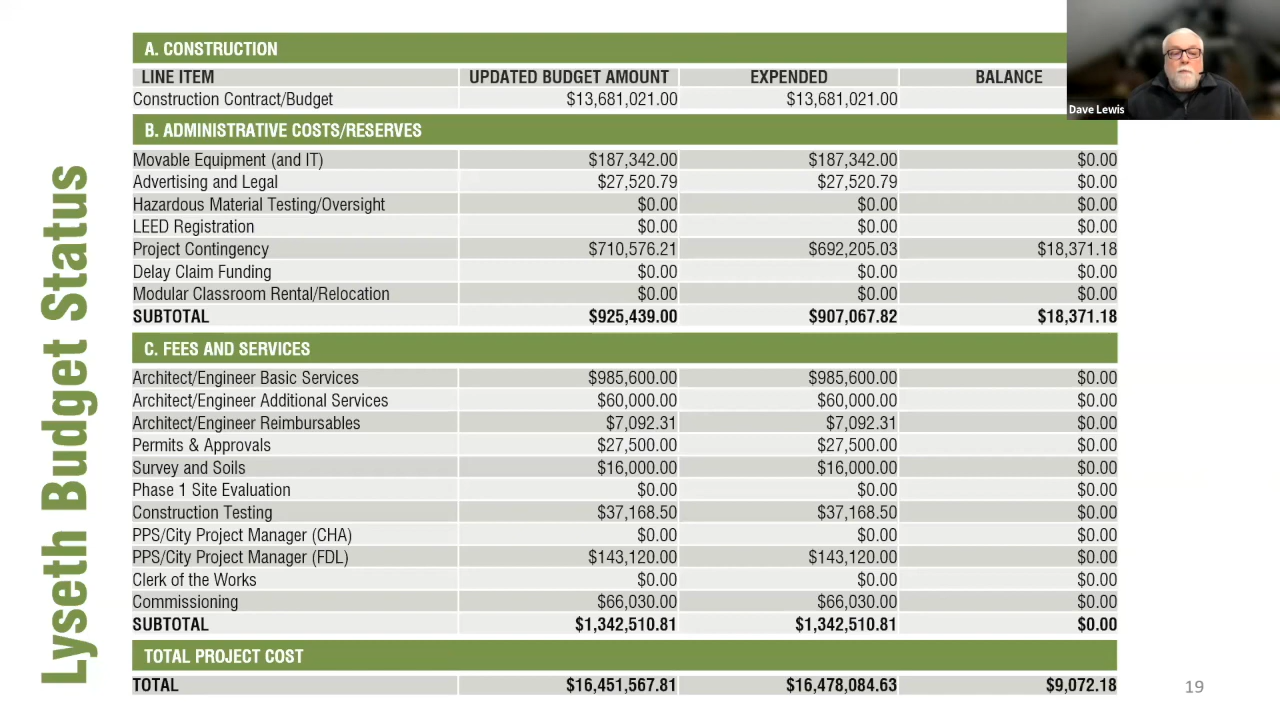 Lyseth Budget Status
A. CONSTRUCTION
LINE ITEM UPDATED BUDGET AMOUNT EXPENDED BALANCE
Construction Contract/Budget $13,681,021.00 $13,681,021.00
Dave Lewis
B. ADMINISTRATIVE COSTS/RESERVES
Movable Equipment (and IT) $187,342.00 $187,342.00 $0.00
Advertising and Legal $27,520.79 $27,520.79 $0.00
Hazardous Material Testing/Oversight $0.00 $0.00 $0.00
LEED Registration $0.00 $0.00 $0.00
Project Contingency $710,576.21 $692,205.03 $18,371.18
Delay Claim Funding $0.00 $0.00 $0.00
Modular Classroom Rental/Relocation $0.00 $0.00 $0.00
SUBTOTAL $925,439.00 $907,067.82 $18,371.18
C. FEES AND SERVICES
Architect/Engineer Basic Services $985,600.00 $985,600.00 $0.00
Architect/Engineer Additional Services $60,000.00 $60,000.00 $0.00
Architect/Engineer Reimbursables $7,092.31 $7,092.31 $0.00
Permits & Approvals $27,500.00 $27,500.00 $0.00
Survey and Soils $16,000.00 $16,000.00 $0.00
Phase 1 Site Evaluation $0.00 $0.00 $0.00
Construction Testing $37,168.50 $37,168.50 $0.00
PPS/City Project Manager (CHA) $0.00 $0.00 $0.00
PPS/City Project Manager (FDL) $143,120.00 $143,120.00 $0.00
Clerk of the Works $0.00 $0.00 $0.00
Commissioning $66,030.00 $66,030.00 $0.00
SUBTOTAL $1,342,510.81 $1,342,510.81 $0.00
TOTAL PROJECT COST
TOTAL $16,451,567.81 $16,478,084.63 $9,072.18
19